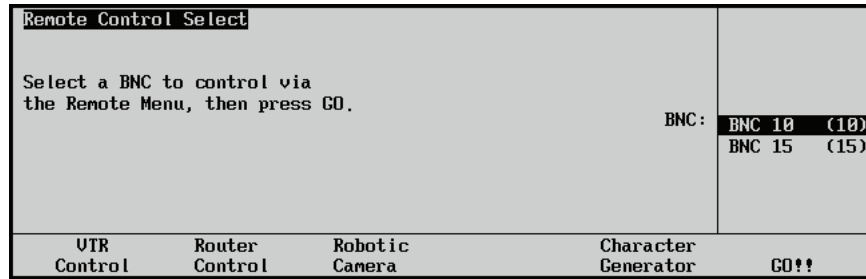 Remote Control Select
Select a BNC to control via
the Remote Menu, then press GO.
BNC:
BNC 10 (10)
BNC 15 (15)
VTR Control
Router Control
Robotic Camera
Character Generator
GO!!